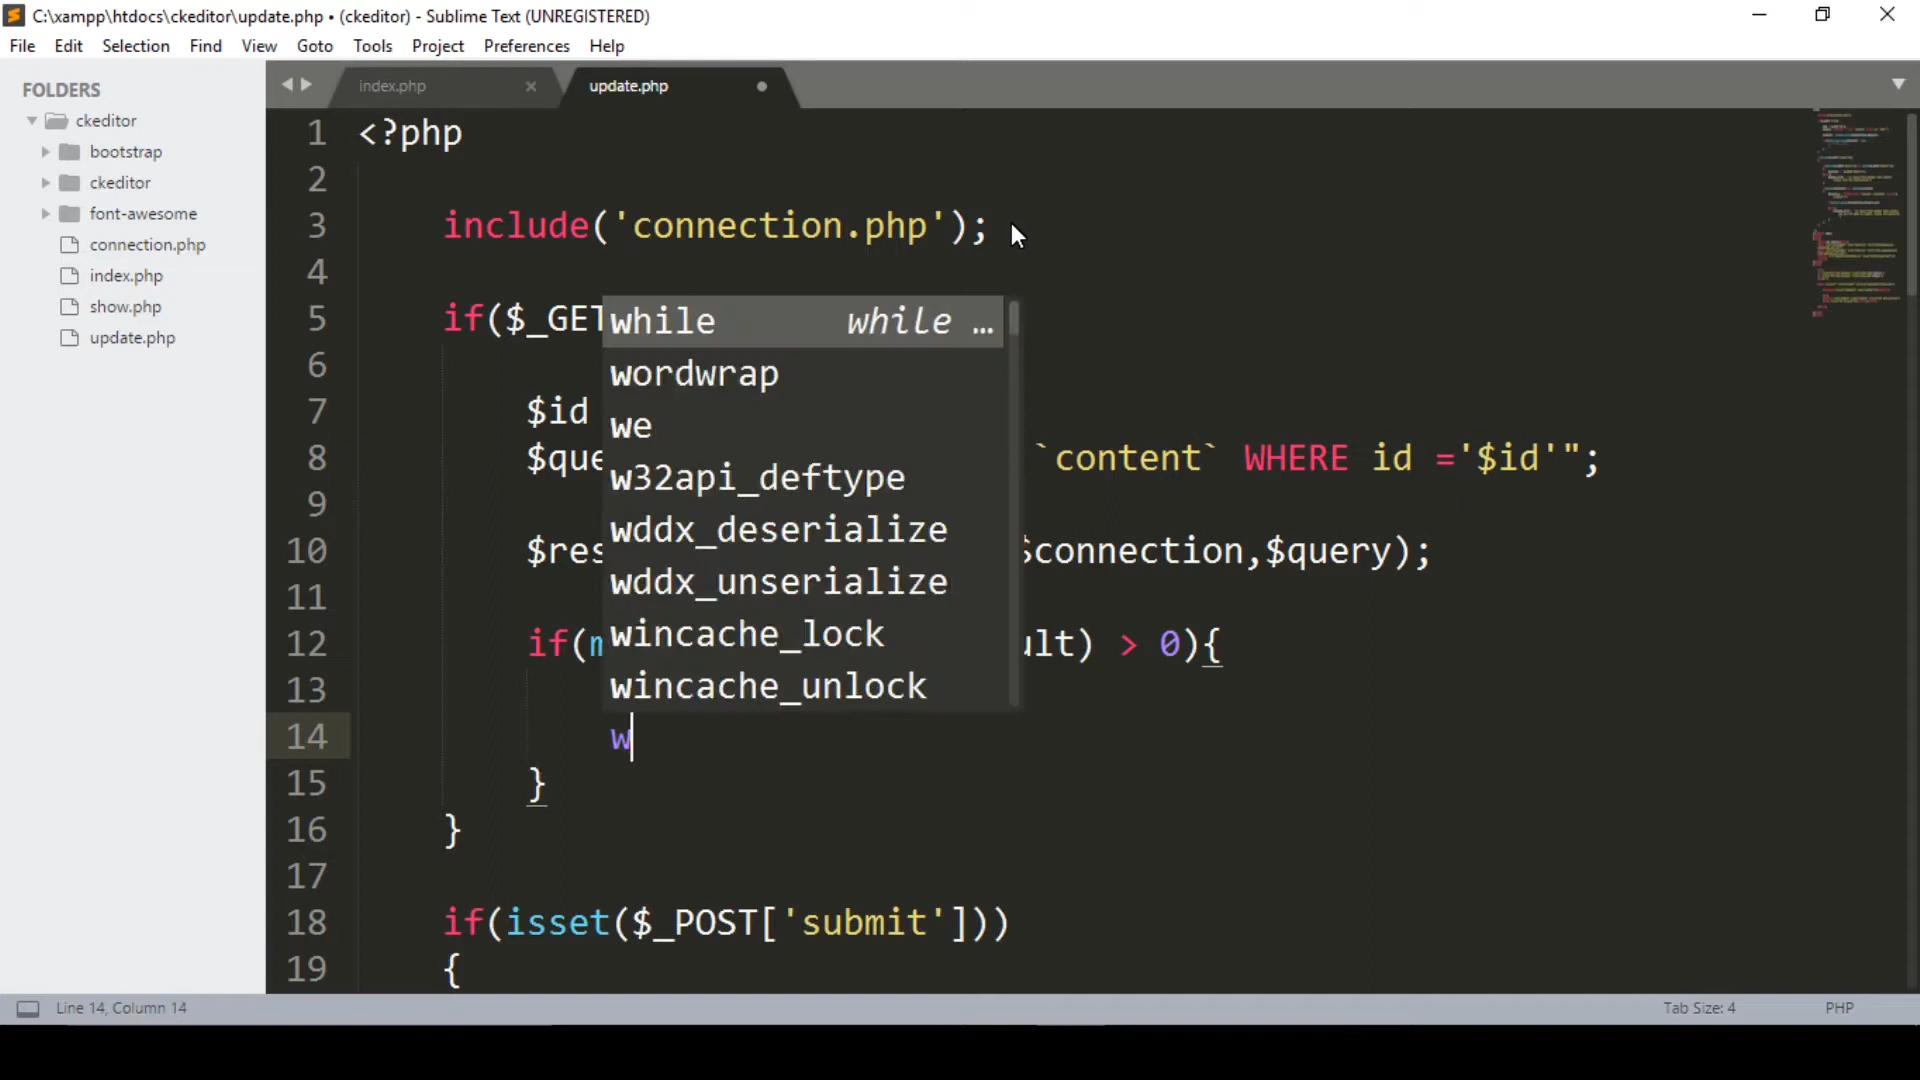 C:\xampp\htdocs\ckeditor\update.php • (ckeditor) - Sublime Text (UNREGISTERED)
File Edit Selection Find View Goto Tools Project Preferences Help
FOLDERS
ckeditor
bootstrap
ckeditor
font-awesome
connection.php
index.php
show.php
update.php
index.php
update.php
1 <?php
2
3 include('connection.php');
4
5 if($_GET
6
7 $id
8 $que `content` WHERE id ='$id'";
9
10 $res $connection,$query);
11
12 if(m ult) > 0){
13
14 w
15 }
16 }
17
18 if(isset($_POST['submit']))
19 {
while while …
wordwrap
we
w32api_deftype
wddx_deserialize
wddx_unserialize
wincache_lock
wincache_unlock
Line 14, Column 14
Tab Size: 4
PHP